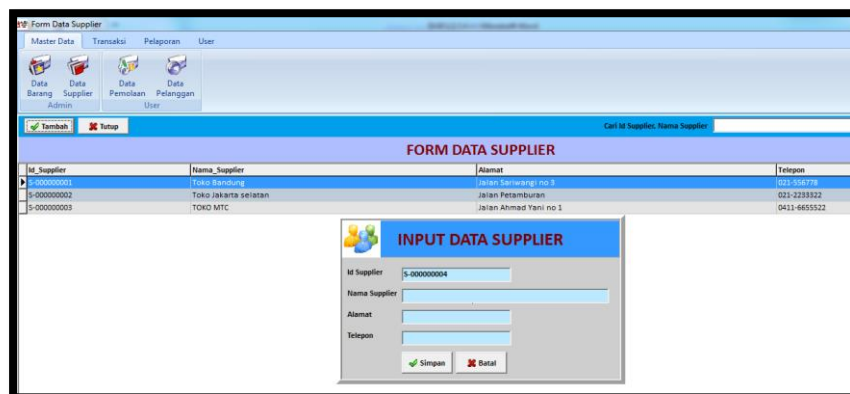 Form Data Supplier
Master Data Transaksi Pelaporan User
Data Barang Data Supplier Data Pemolaan Data Pelanggan
Admin User
Tambah Tutup Cari Id Supplier, Nama Supplier
FORM DATA SUPPLIER
Id_Supplier Nama_Supplier Alamat Telepon
S-000000001 Toko Bandung Jalan Sariwangi no 3 021-556778
S-000000002 Toko Jakarta selatan Jalan Petamburan 021-2233322
S-000000003 TOKO MTC Jalan Ahmad Yani no 1 0411-6655522
INPUT DATA SUPPLIER
Id Supplier S-000000004
Nama Supplier
Alamat
Telepon
Simpan Batal